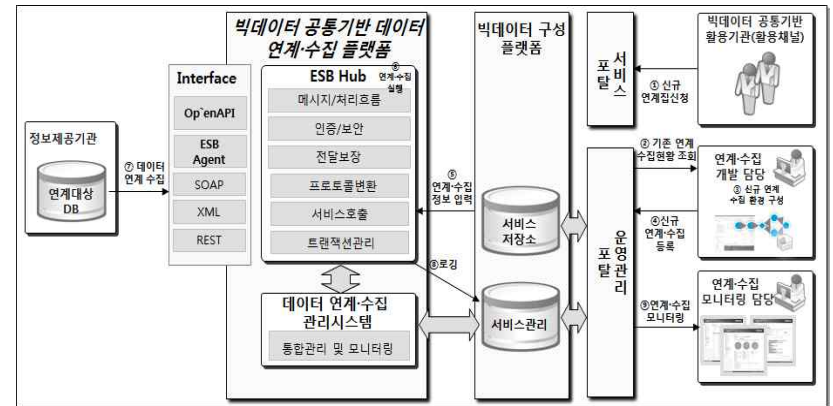 빅데이터 공통기반 데이터
연계·수집 플랫폼
빅데이터 구성
플랫폼
빅데이터 공통기반
활용기관(활용채널)
서비스
포탈
① 신규
연계집신청
Interface
Op`enAPI
ESB
Agent
SOAP
XML
REST
ESB Hub
⑥
연계·수집
실행
메시지/처리흐름
인증/보안
전달보장
프로토콜변환
서비스호출
트랜잭션관리
정보제공기관
연계대상
DB
⑦ 데이터
연계 수집
⑤
연계·수집
정보 입력
서비스
저장소
⑧로깅
서비스관리
데이터 연계·수집
관리시스템
통합관리 및 모니터링
운영관리
포탈
② 기존 연계
수집현황 조회
연계·수집
개발 담당
③ 신규 연계
수집 환경 구성
④신규
연계·수집
등록
⑨연계·수집
모니터링
연계·수집
모니터링 담당